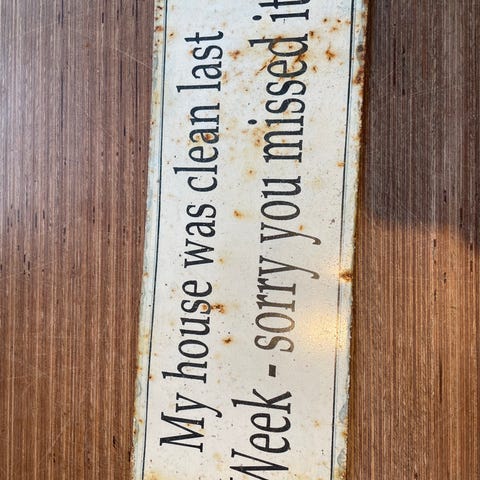 My house was clean last
Week - sorry you missed it